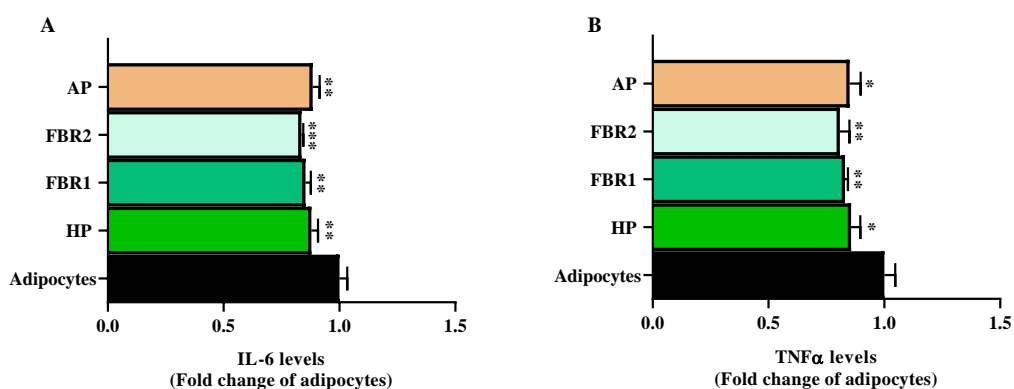 A
AP
**
FBR2
***
FBR1
**
HP
**
Adipocytes
0.0 0.5 1.0 1.5
IL-6 levels
(Fold change of adipocytes)
B
AP
*
FBR2
**
FBR1
**
HP
*
Adipocytes
0.0 0.5 1.0 1.5
TNFα levels
(Fold change of adipocytes)